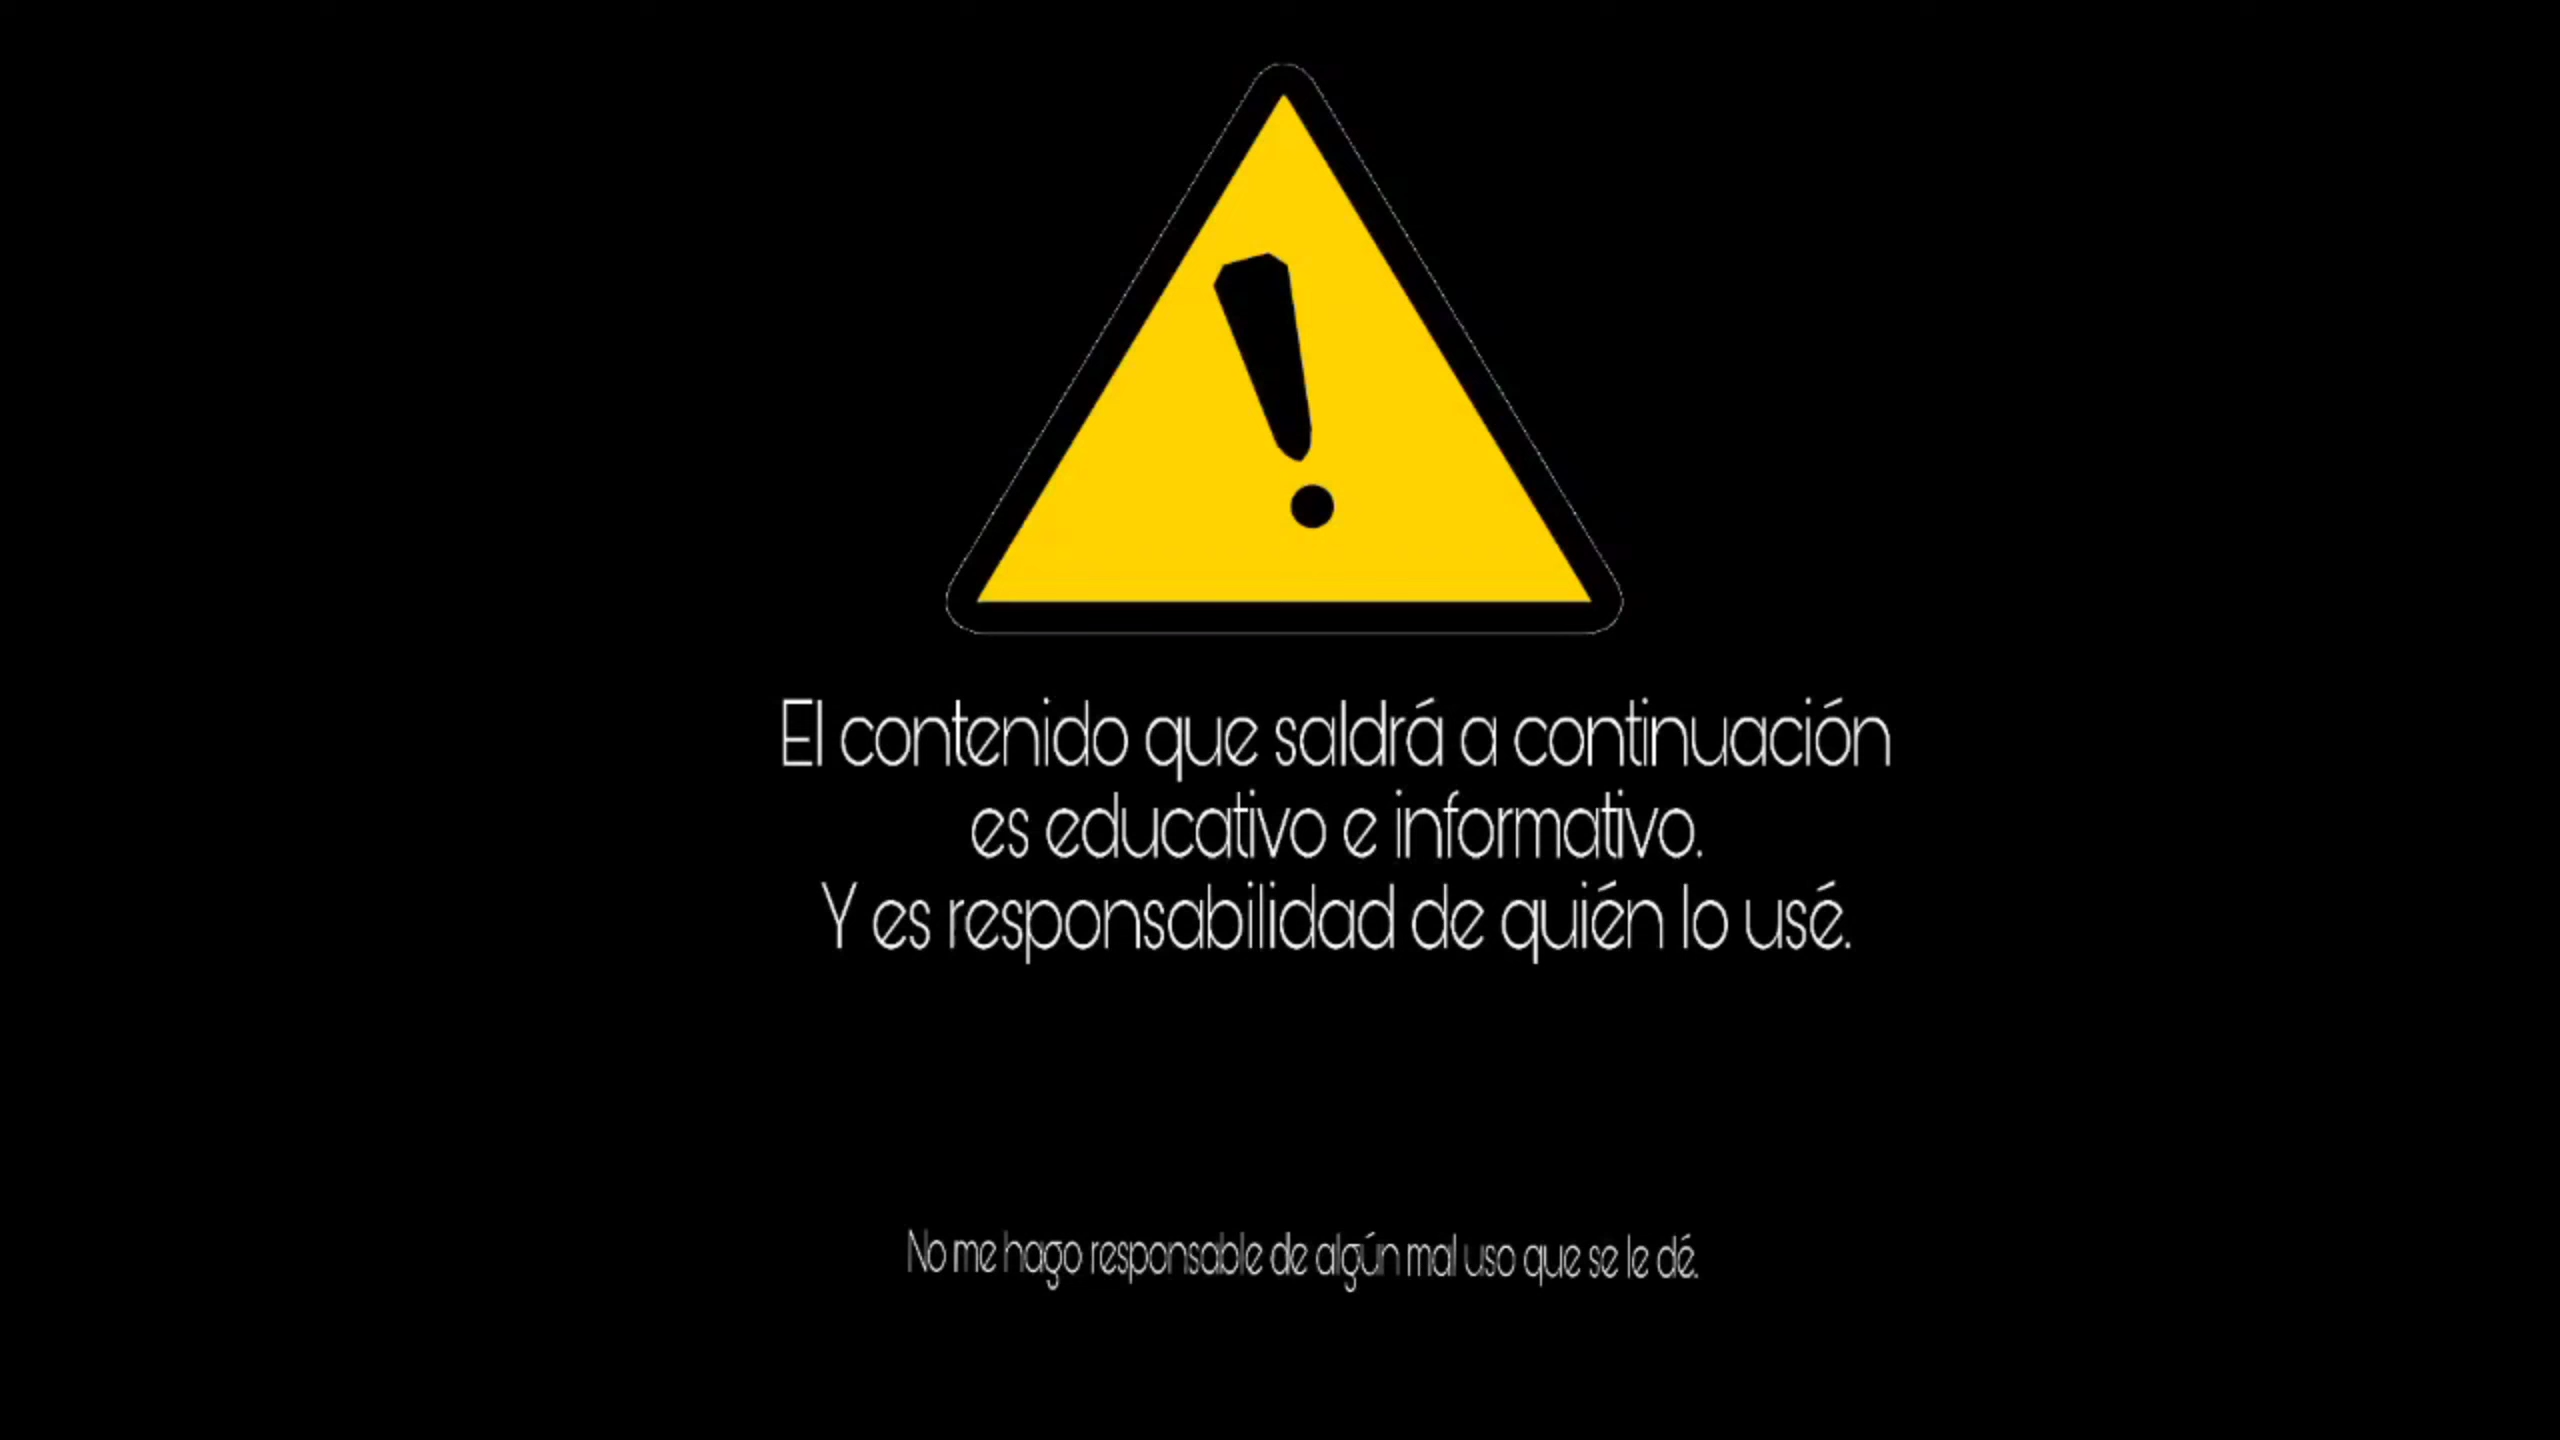 El contenido que saldrá a continuación
es educativo e informativo.
Y es responsabilidad de quién lo usé.
No me hago responsable de algún mal uso que se le dé.